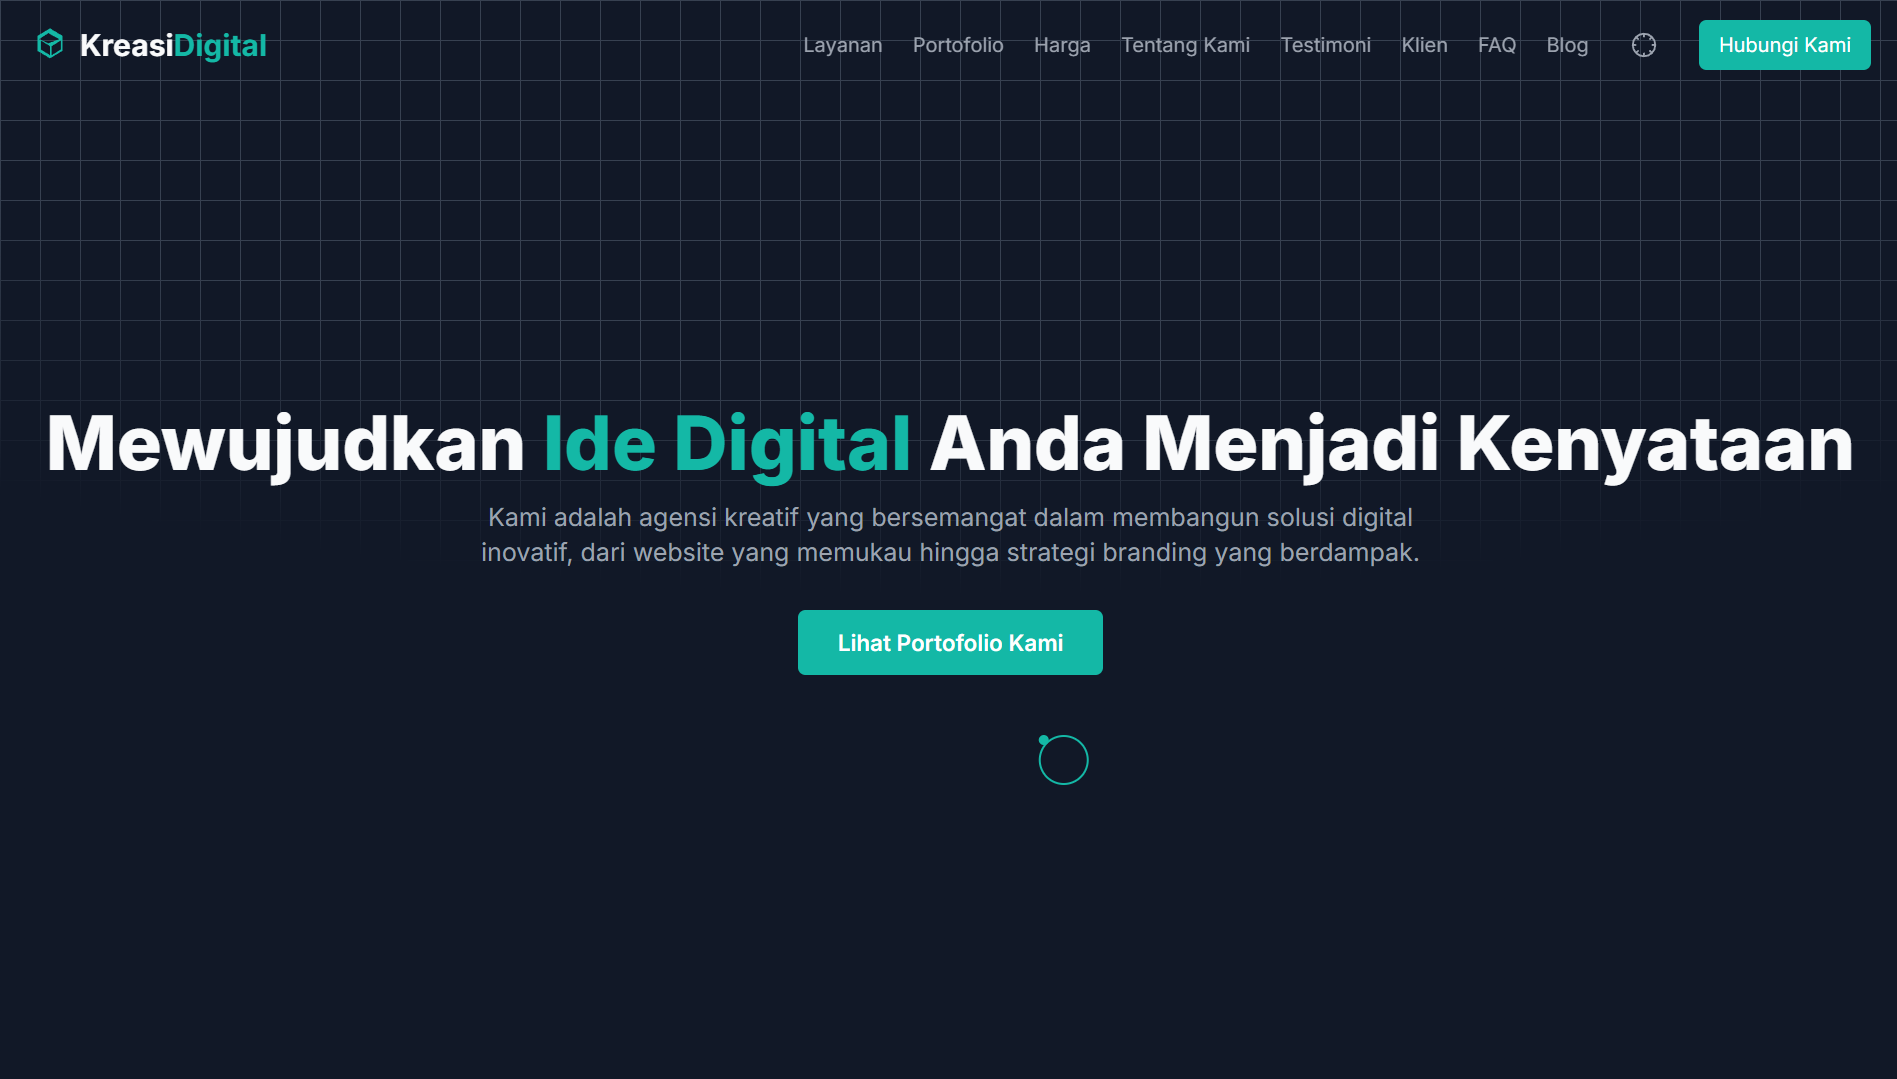 KreasiDigital
Layanan Portofolio Harga Tentang Kami Testimoni Klien FAQ Blog Hubungi Kami
Mewujudkan Ide Digital Anda Menjadi Kenyataan
Kami adalah agensi kreatif yang bersemangat dalam membangun solusi digital
inovatif, dari website yang memukau hingga strategi branding yang berdampak.
Lihat Portofolio Kami